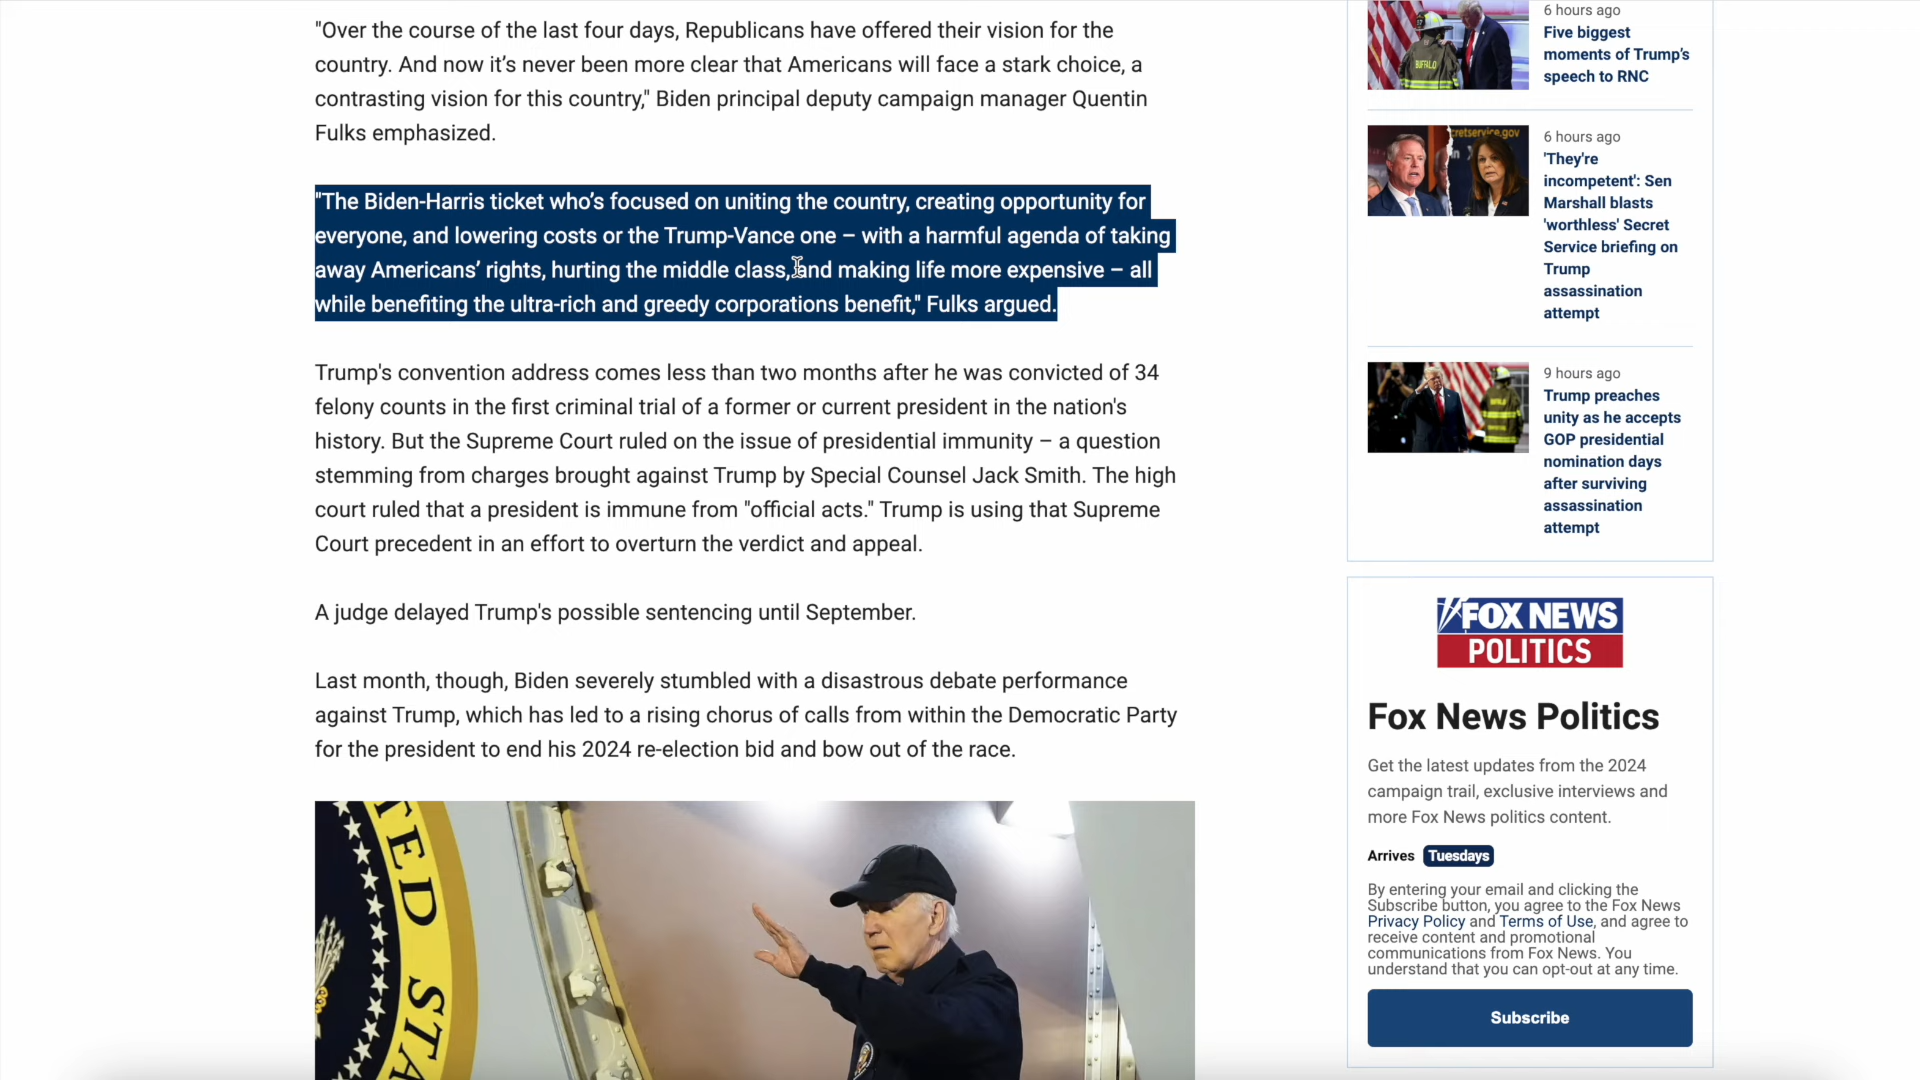 "Over the course of the last four days, Republicans have offered their vision for the
country. And now it’s never been more clear that Americans will face a stark choice, a
contrasting vision for this country," Biden principal deputy campaign manager Quentin
Fulks emphasized.
"The Biden-Harris ticket who’s focused on uniting the country, creating opportunity for
everyone, and lowering costs or the Trump-Vance one – with a harmful agenda of taking
away Americans’ rights, hurting the middle class, and making life more expensive – all
while benefiting the ultra-rich and greedy corporations benefit," Fulks argued.
Trump's convention address comes less than two months after he was convicted of 34
felony counts in the first criminal trial of a former or current president in the nation's
history. But the Supreme Court ruled on the issue of presidential immunity – a question
stemming from charges brought against Trump by Special Counsel Jack Smith. The high
court ruled that a president is immune from "official acts." Trump is using that Supreme
Court precedent in an effort to overturn the verdict and appeal.
A judge delayed Trump's possible sentencing until September.
Last month, though, Biden severely stumbled with a disastrous debate performance
against Trump, which has led to a rising chorus of calls from within the Democratic Party
for the president to end his 2024 re-election bid and bow out of the race.
TED STA
BUFFALO
6 hours ago
Five biggest
moments of Trump’s
speech to RNC
cretservice.gov
6 hours ago
'They're
incompetent': Sen
Marshall blasts
'worthless' Secret
Service briefing on
Trump
assassination
attempt
9 hours ago
Trump preaches
unity as he accepts
GOP presidential
nomination days
after surviving
assassination
attempt
FOX NEWS
POLITICS
Fox News Politics
Get the latest updates from the 2024
campaign trail, exclusive interviews and
more Fox News politics content.
Arrives Tuesdays
By entering your email and clicking the
Subscribe button, you agree to the Fox News
Privacy Policy and Terms of Use, and agree to
receive content and promotional
communications from Fox News. You
understand that you can opt-out at any time.
Subscribe